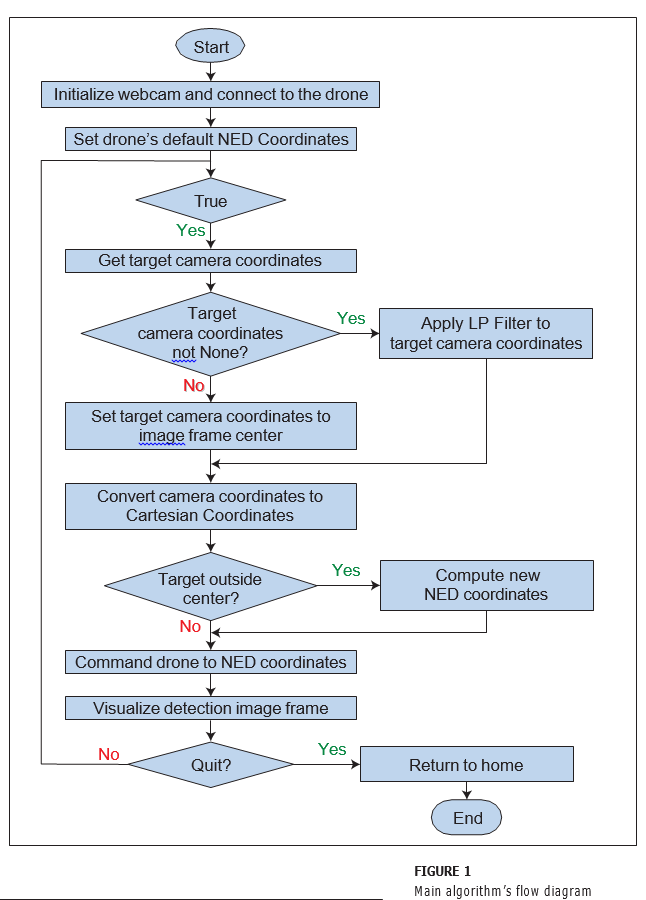 Start
Initialize webcam and connect to the drone
Set drone's default NED Coordinates
True
Yes
Get target camera coordinates
Target
camera coordinates
not None?
Yes
Apply LP Filter to
target camera coordinates
No
Set target camera coordinates to
image frame center
Convert camera coordinates to
Cartesian Coordinates
Target outside
center?
Yes
Compute new
NED coordinates
No
Command drone to NED coordinates
Visualize detection image frame
Quit?
No
Yes
Return to home
End
FIGURE 1
Main algorithm's flow diagram